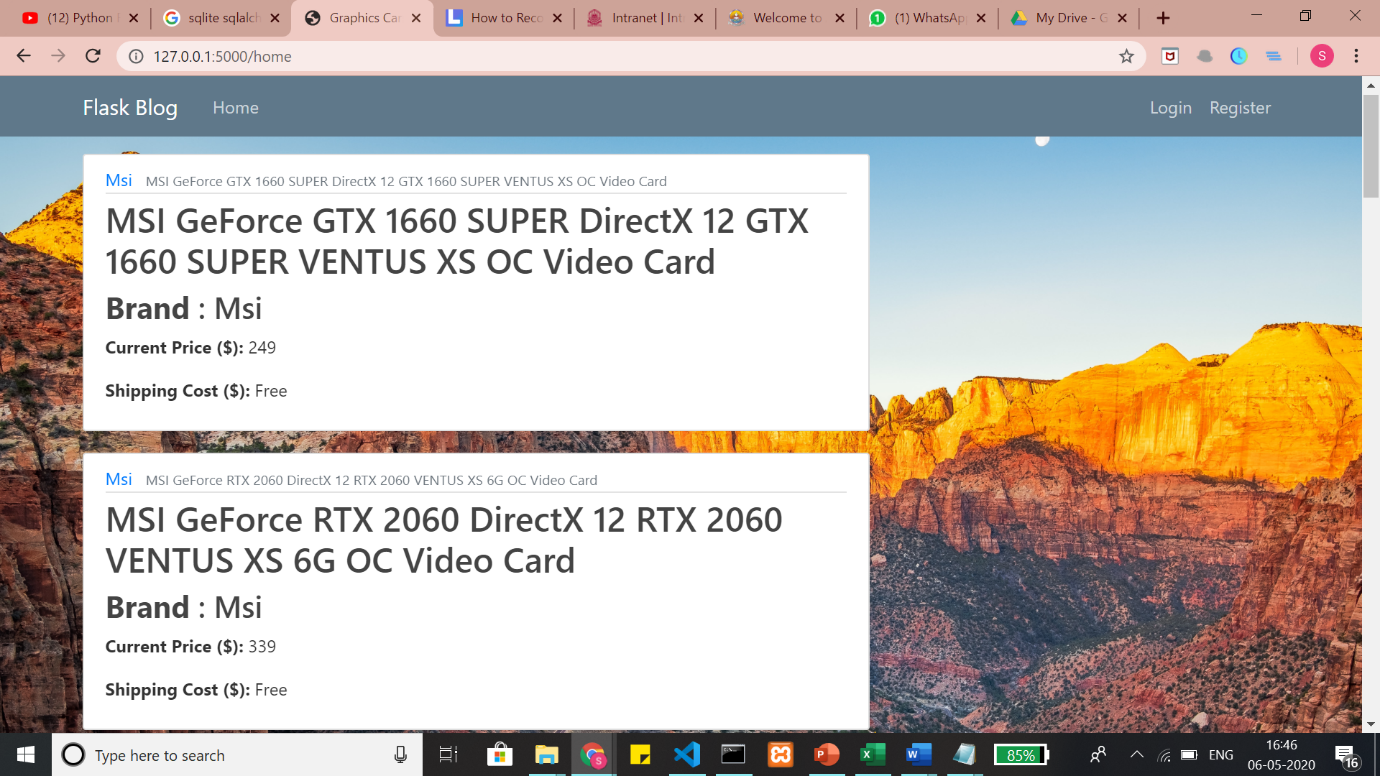 (12) Python
sqlite sqlalch
Graphics Car
How to Reco
Intranet | Int
Welcome to
(1) WhatsAp
My Drive - G
127.0.0.1:5000/home
S
Flask Blog
Home
Login
Register
Msi MSI GeForce GTX 1660 SUPER DirectX 12 GTX 1660 SUPER VENTUS XS OC Video Card
MSI GeForce GTX 1660 SUPER DirectX 12 GTX
1660 SUPER VENTUS XS OC Video Card
Brand : Msi
Current Price ($): 249
Shipping Cost ($): Free
Msi MSI GeForce RTX 2060 DirectX 12 RTX 2060 VENTUS XS 6G OC Video Card
MSI GeForce RTX 2060 DirectX 12 RTX 2060
VENTUS XS 6G OC Video Card
Brand : Msi
Current Price ($): 339
Shipping Cost ($): Free
Type here to search
85%
ENG
16:46
06-05-2020
16